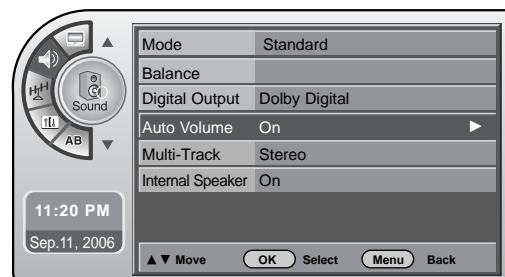 Mode Standard
Balance
Digital Output Dolby Digital
Auto Volume On ►
Multi-Track Stereo
Internal Speaker On
▲▼ Move OK Select Menu Back
Sound
AB
11:20 PM
Sep.11, 2006